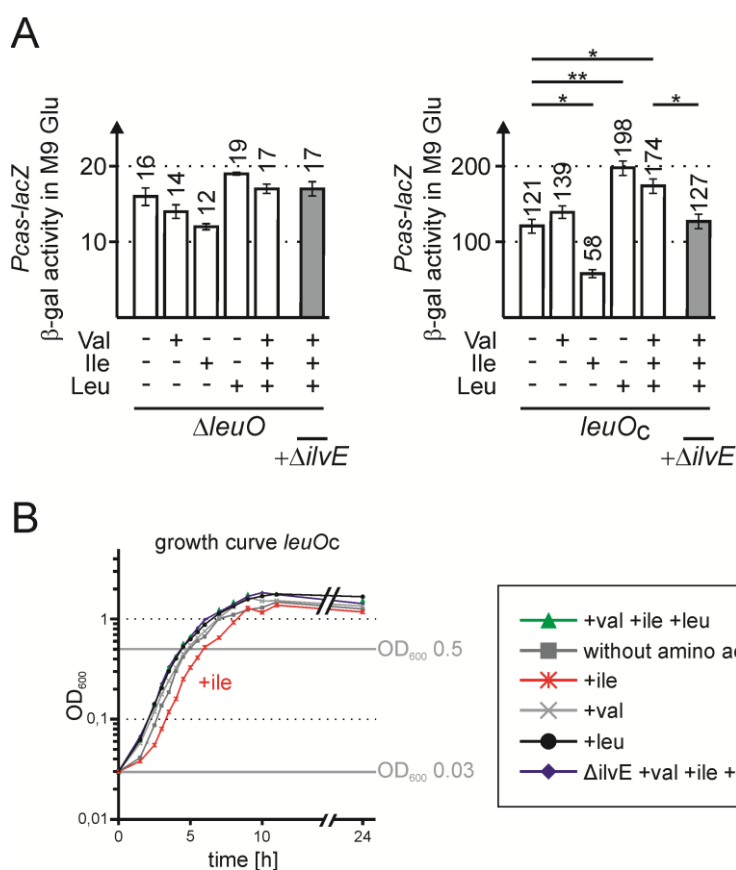 A
Pcas-lacZ
β-gal activity in M9 Glu
20
10
16
14
12
19
17
17
Val - + - - + +
Ile - - + - + +
Leu - - - + + +
ΔleuO
+ΔilvE
Pcas-lacZ
β-gal activity in M9 Glu
200
100
*
**
*
*
121
139
58
198
174
127
Val - + - - + +
Ile - - + - + +
Leu - - - + + +
leuOc
+ΔilvE
B
growth curve leuOc
OD600
1
0,1
0,01
OD600 0.5
+ile
OD600 0.03
0
5
10
24
time [h]
+val +ile +leu
without amino ac
+ile
+val
+leu
ΔilvE +val +ile +